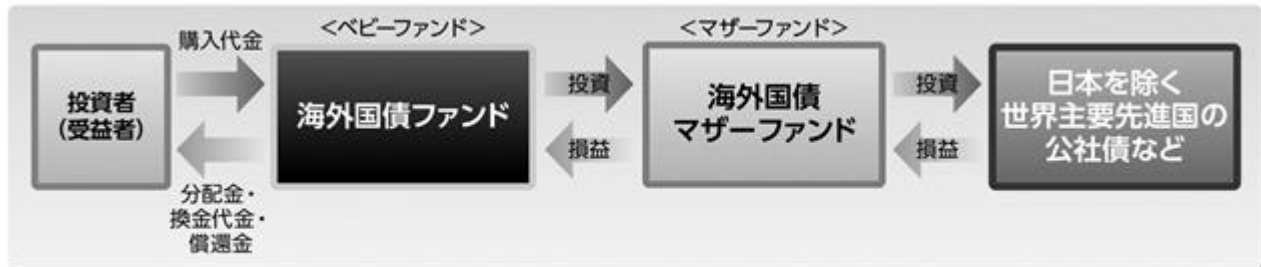 投資者
(受益者)
購入代金
分配金・
換金代金・
償還金
＜ベビーファンド＞
海外国債ファンド
投資
損益
＜マザーファンド＞
海外国債
マザーファンド
投資
損益
日本を除く
世界主要先進国の
公社債など